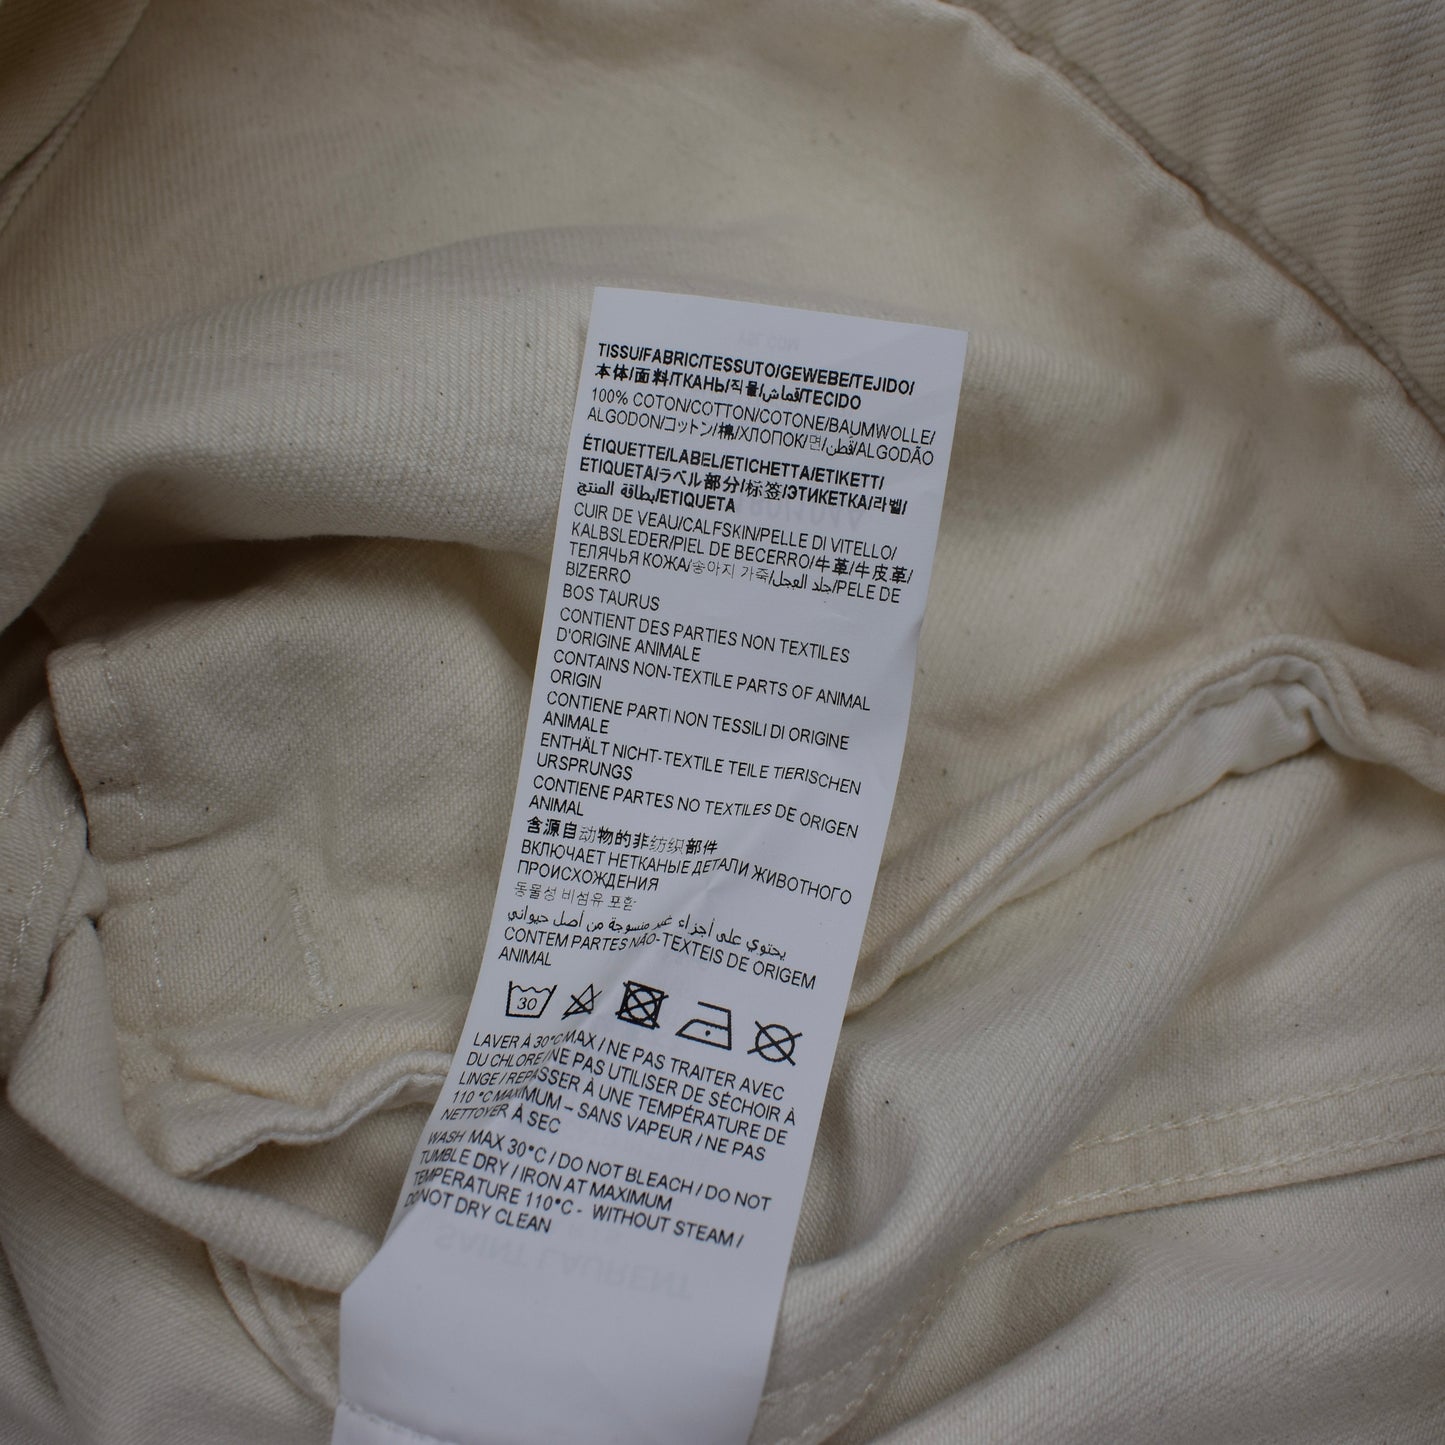 TISSU/FABRIC/TESSUTO/GEWEBE/TEJIDO/
本体/面料/ТКАНЬ/직물/قماش/TECIDO
100% COTON/COTTON/COTONE/BAUMWOLLE/
ALGODON/コットン/棉/ХЛОПОК/면/قطن/ALGODÃO
ÉTIQUETTE/LABEL/ETICHETTA/ETIKETT/
ETIQUETA/ラベル部分/标签/ЭТИКЕТКА/라벨/
بطاقة المنتج/ETIQUETA
CUIR DE VEAU/CALFSKIN/PELLE DI VITELLO/
KALBSLEDER/PIEL DE BECERRO/牛革/牛皮革/
ТЕЛЯЧЬЯ КОЖА/송아지 가죽/جلد العجل/PELE DE
BIZERRO
BOS TAURUS
CONTIENT DES PARTIES NON TEXTILES
D'ORIGINE ANIMALE
CONTAINS NON-TEXTILE PARTS OF ANIMAL
ORIGIN
CONTIENE PARTI NON TESSILI DI ORIGINE
ANIMALE
ENTHÄLT NICHT-TEXTILE TEILE TIERISCHEN
URSPRUNGS
CONTIENE PARTES NO TEXTILES DE ORIGEN
ANIMAL
含源自动物的非纺织部件
ВКЛЮЧАЕТ НЕТКАНЫЕ ДЕТАЛИ ЖИВОТНОГО
ПРОИСХОЖДЕНИЯ
동물성 비섬유 포함
يحتوي على أجزاء غير منسوجة من أصل حيواني
CONTEM PARTES NÃO-TEXTEIS DE ORIGEM
ANIMAL
30
LAVER À 30°C MAX / NE PAS TRAITER AVEC
DU CHLORE / NE PAS UTILISER DE SÉCHOIR À
LINGE / REPASSER À UNE TEMPÉRATURE DE
110 °C MAXIMUM – SANS VAPEUR / NE PAS
NETTOYER À SEC
WASH MAX 30°C / DO NOT BLEACH / DO NOT
TUMBLE DRY / IRON AT MAXIMUM
TEMPERATURE 110°C - WITHOUT STEAM /
DO NOT DRY CLEAN
SAINT LAURENT